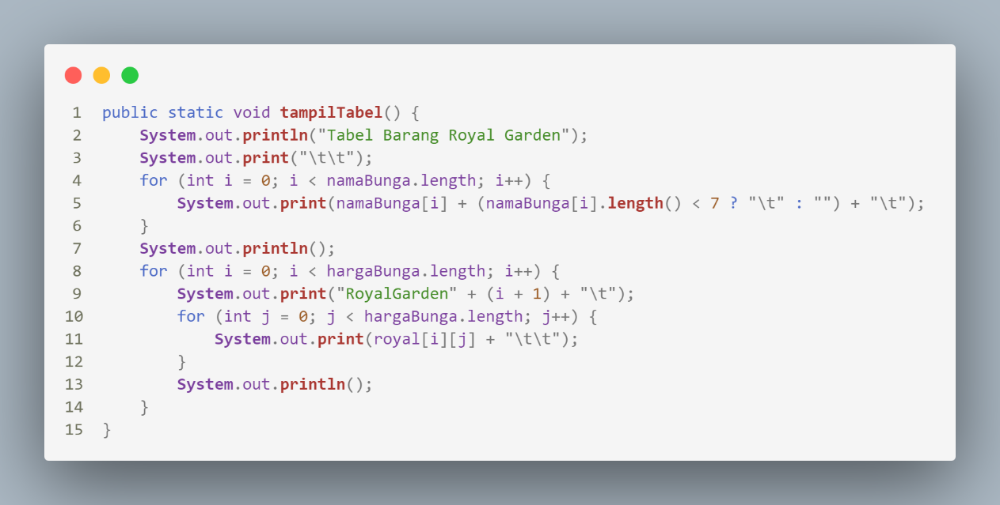 1 public static void tampilTabel() {
2     System.out.println("Tabel Barang Royal Garden");
3     System.out.print("\t\t");
4     for (int i = 0; i < namaBunga.length; i++) {
5         System.out.print(namaBunga[i] + (namaBunga[i].length() < 7 ? "\t" : "") + "\t");
6     }
7     System.out.println();
8     for (int i = 0; i < hargaBunga.length; i++) {
9         System.out.print("RoyalGarden" + (i + 1) + "\t");
10         for (int j = 0; j < hargaBunga.length; j++) {
11             System.out.print(royal[i][j] + "\t\t");
12         }
13         System.out.println();
14     }
15 }